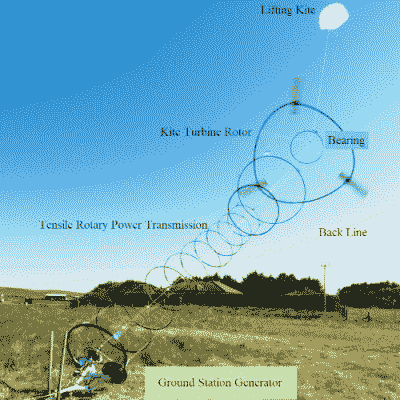 Lifting Kite
Kite Turbine Rotor
Bearing
Tensile Rotary Power Transmission
Back Line
Ground Station Generator